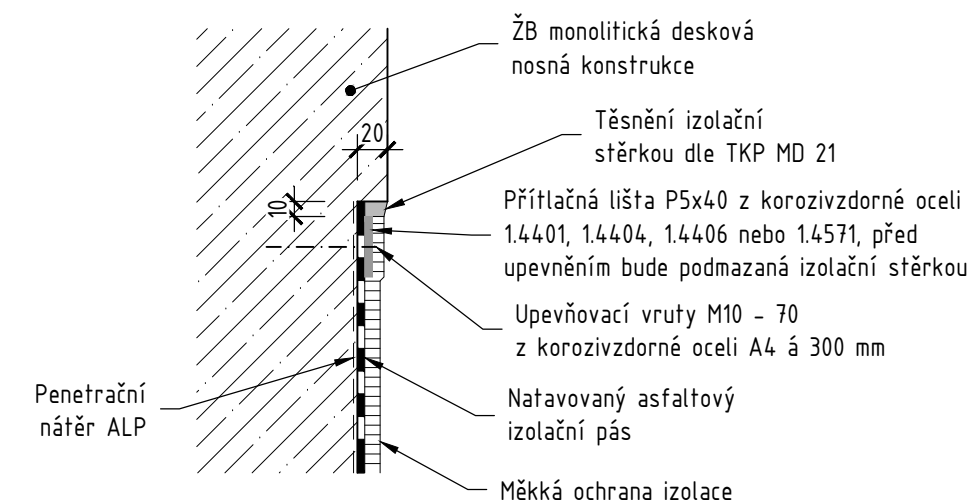 ŽB monolitická desková
nosná konstrukce
20
Těsnění izolační
stěrkou dle TKP MD 21
10
Přítlačná lišta P5x40 z korozivzdorné oceli
1.4401, 1.4404, 1.4406 nebo 1.4571, před
upevněním bude podmazaná izolační stěrkou
Upevňovací vruty M10 - 70
z korozivzdorné oceli A4 á 300 mm
Penetrační
nátěr ALP
Natavovaný asfaltový
izolační pás
Měkká ochrana izolace